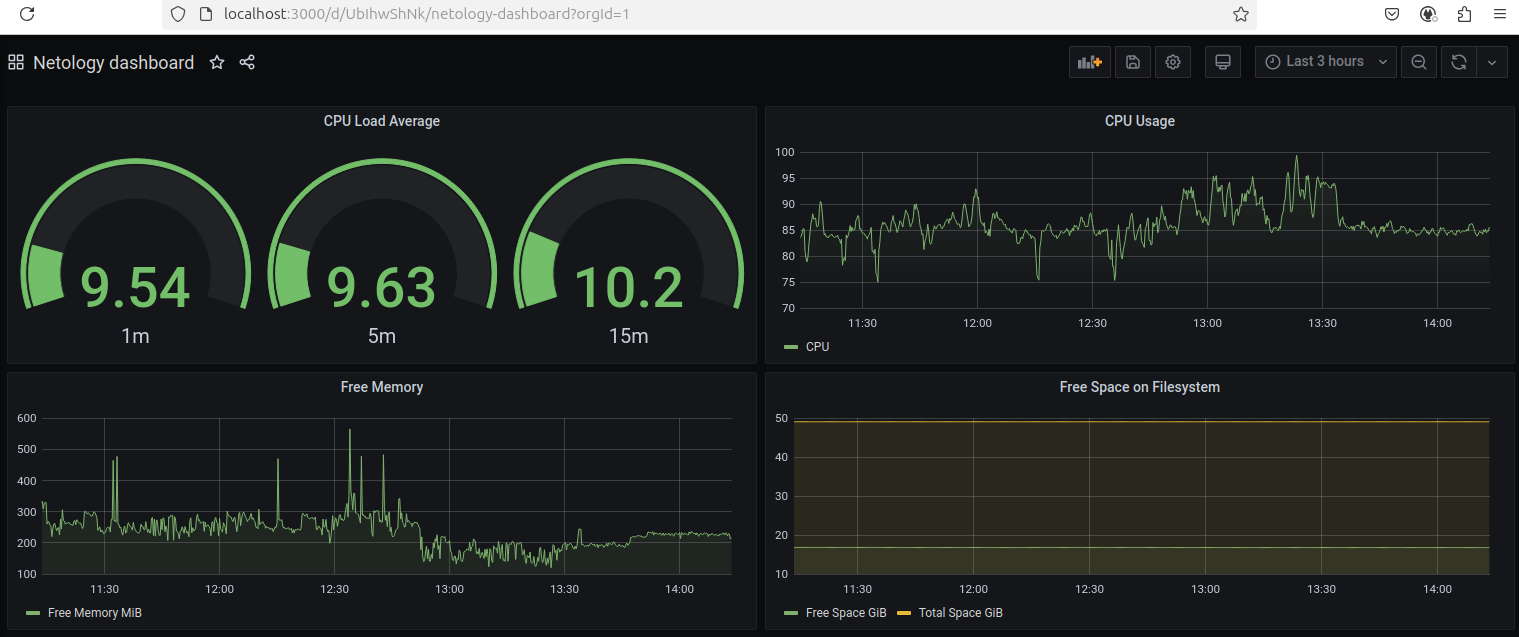 localhost:3000/d/UbIhwShNk/netology-dashboard?orgId=1
Netology dashboard
Last 3 hours
CPU Load Average
9.54
9.63
10.2
1m
5m
15m
CPU Usage
100
95
90
85
80
75
70
11:30 12:00 12:30 13:00 13:30 14:00
CPU
Free Memory
600
500
400
300
200
100
11:30 12:00 12:30 13:00 13:30 14:00
Free Memory MiB
Free Space on Filesystem
50
40
30
20
10
11:30 12:00 12:30 13:00 13:30 14:00
Free Space GiB Total Space GiB